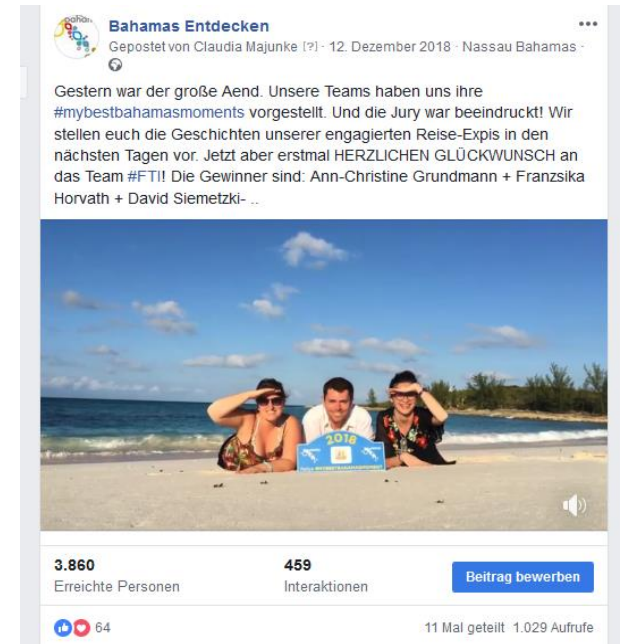 Bahamas Entdecken
Gepostet von Claudia Majunke [?] · 12. Dezember 2018 · Nassau Bahamas ·
Gestern war der große Aend. Unsere Teams haben uns ihre
#mybestbahamasmoments vorgestellt. Und die Jury war beeindruckt! Wir
stellen euch die Geschichten unserer engagierten Reise-Expis in den
nächsten Tagen vor. Jetzt aber erstmal HERZLICHEN GLÜCKWUNSCH an
das Team #FTI! Die Gewinner sind: Ann-Christine Grundmann + Franzsika
Horvath + David Siemetzki- ..
2018
3.860
Erreichte Personen
459
Interaktionen
Beitrag bewerben
64
11 Mal geteilt 1.029 Aufrufe